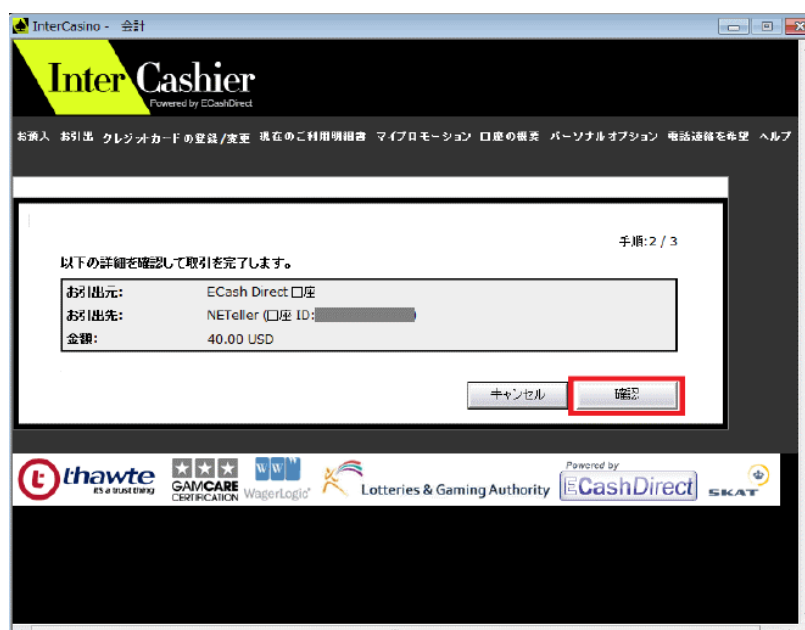 InterCasino - 会計
Inter Cashier
Powered by ECashDirect
お預入 お引出 クレジットカードの登録/変更 現在のご利用明細書 マイプロモーション 口座の概要 パーソナルオプション 電話連絡を希望 ヘルプ
手順:2 / 3
以下の詳細を確認して取引を完了します。
お引出元: ECash Direct 口座
お引出先: NETeller (口座 ID: )
金額: 40.00 USD
キャンセル 確認
t thawte
it's a trust thing
GAMCARE
CERTIFICATION
WW
WagerLogic
Lotteries & Gaming Authority
Powered by
ECashDirect
SKAT